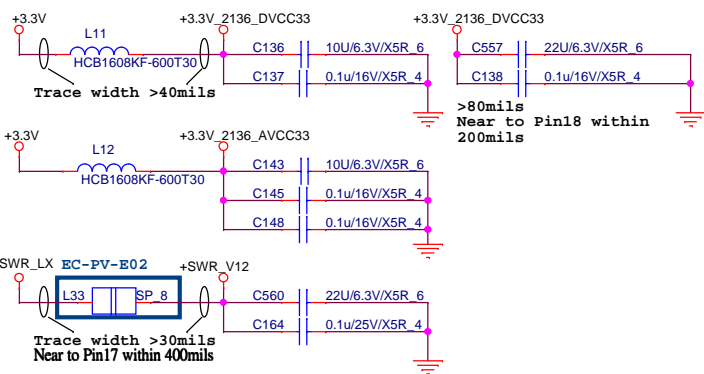 +3.3V +3.3V_2136_DVCC33 +3.3V_2136_DVCC33
L11
HCB1608KF-600T30
C136 10U/6.3V/X5R_6
C137 0.1u/16V/X5R_4
Trace width >40mils
C557 22U/6.3V/X5R_6
C138 0.1u/16V/X5R_4
>80mils
Near to Pin18 within
200mils
+3.3V +3.3V_2136_AVCC33
L12
HCB1608KF-600T30
C143 10U/6.3V/X5R_6
C145 0.1u/16V/X5R_4
C148 0.1u/16V/X5R_4
SWR_LX EC-PV-E02 +SWR_V12
L33 SP_8
C560 22U/6.3V/X5R_6
C164 0.1u/25V/X5R_4
Trace width >30mils
Near to Pin17 within 400mils